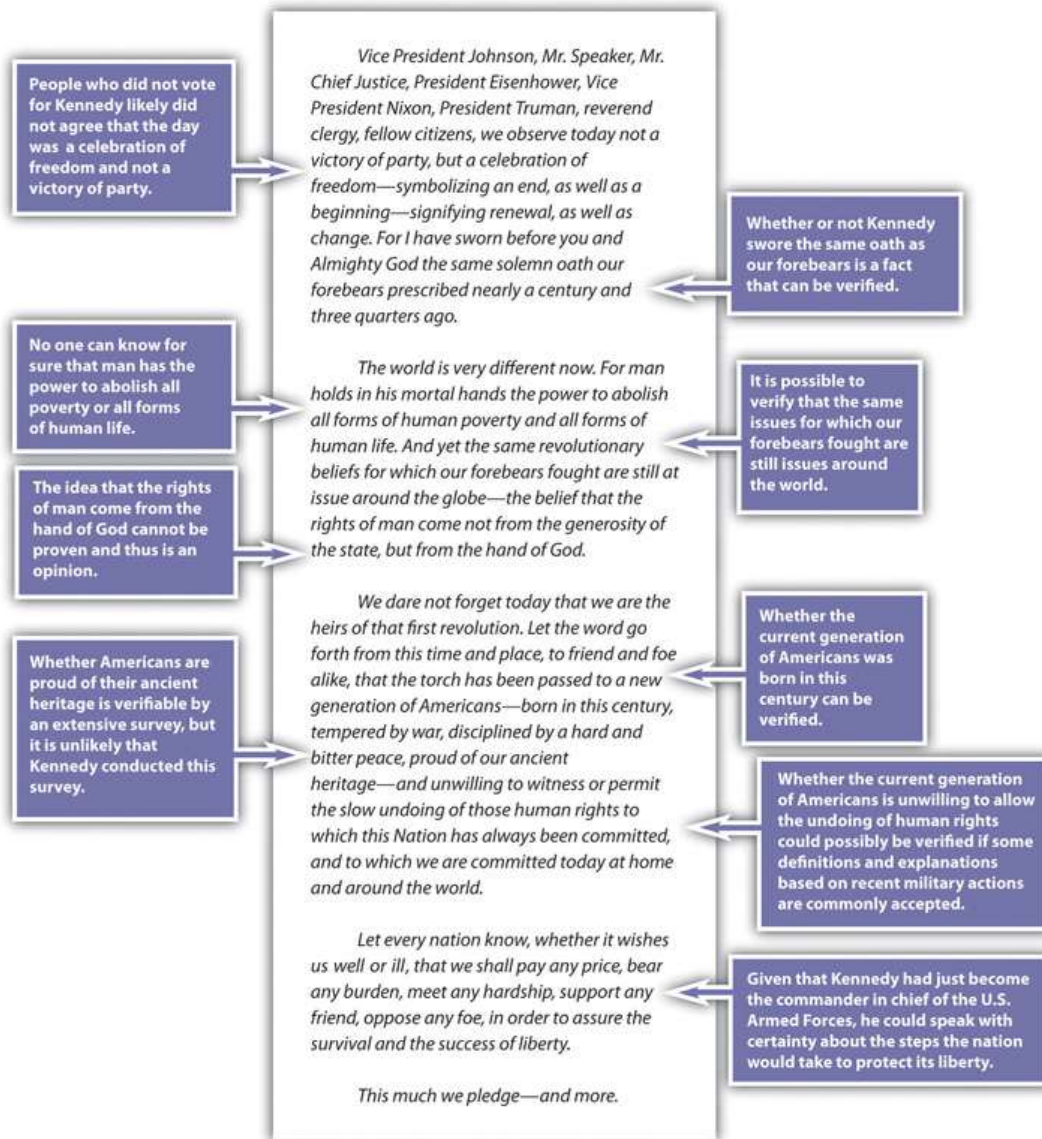 People who did not vote
for Kennedy likely did
not agree that the day
was a celebration of
freedom and not a
victory of party.
No one can know for
sure that man has the
power to abolish all
poverty or all forms
of human life.
The idea that the rights
of man come from the
hand of God cannot be
proven and thus is an
opinion.
Whether Americans are
proud of their ancient
heritage is verifiable by
an extensive survey, but
it is unlikely that
Kennedy conducted this
survey.
Vice President Johnson, Mr. Speaker, Mr.
Chief Justice, President Eisenhower, Vice
President Nixon, President Truman, reverend
clergy, fellow citizens, we observe today not a
victory of party, but a celebration of
freedom—symbolizing an end, as well as a
beginning—signifying renewal, as well as
change. For I have sworn before you and
Almighty God the same solemn oath our
forebears prescribed nearly a century and
three quarters ago.
The world is very different now. For man
holds in his mortal hands the power to abolish
all forms of human poverty and all forms of
human life. And yet the same revolutionary
beliefs for which our forebears fought are still at
issue around the globe—the belief that the
rights of man come not from the generosity of
the state, but from the hand of God.
We dare not forget today that we are the
heirs of that first revolution. Let the word go
forth from this time and place, to friend and foe
alike, that the torch has been passed to a new
generation of Americans—born in this century,
tempered by war, disciplined by a hard and
bitter peace, proud of our ancient
heritage—and unwilling to witness or permit
the slow undoing of those human rights to
which this Nation has always been committed,
and to which we are committed today at home
and around the world.
Let every nation know, whether it wishes
us well or ill, that we shall pay any price, bear
any burden, meet any hardship, support any
friend, oppose any foe, in order to assure the
survival and the success of liberty.
This much we pledge—and more.
Whether or not Kennedy
swore the same oath as
our forebears is a fact
that can be verified.
It is possible to
verify that the same
issues for which our
forebears fought are
still issues around
the world.
Whether the
current generation
of Americans was
born in this
century can be
verified.
Whether the current generation
of Americans is unwilling to allow
the undoing of human rights
could possibly be verified if some
definitions and explanations
based on recent military actions
are commonly accepted.
Given that Kennedy had just become
the commander in chief of the U.S.
Armed Forces, he could speak with
certainty about the steps the nation
would take to protect its liberty.